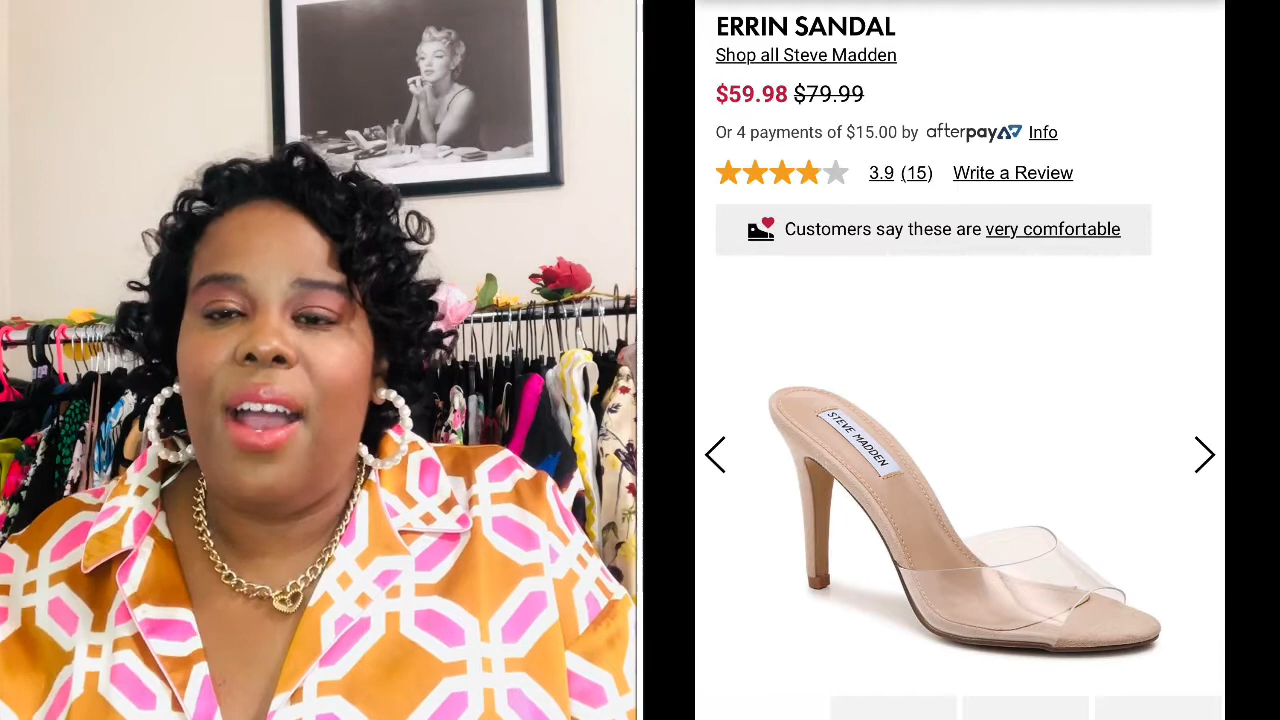 ERRIN SANDAL
Shop all Steve Madden
$59.98 $79.99
Or 4 payments of $15.00 by afterpay Info
3.9 (15) Write a Review
Customers say these are very comfortable
STEVE MADDEN